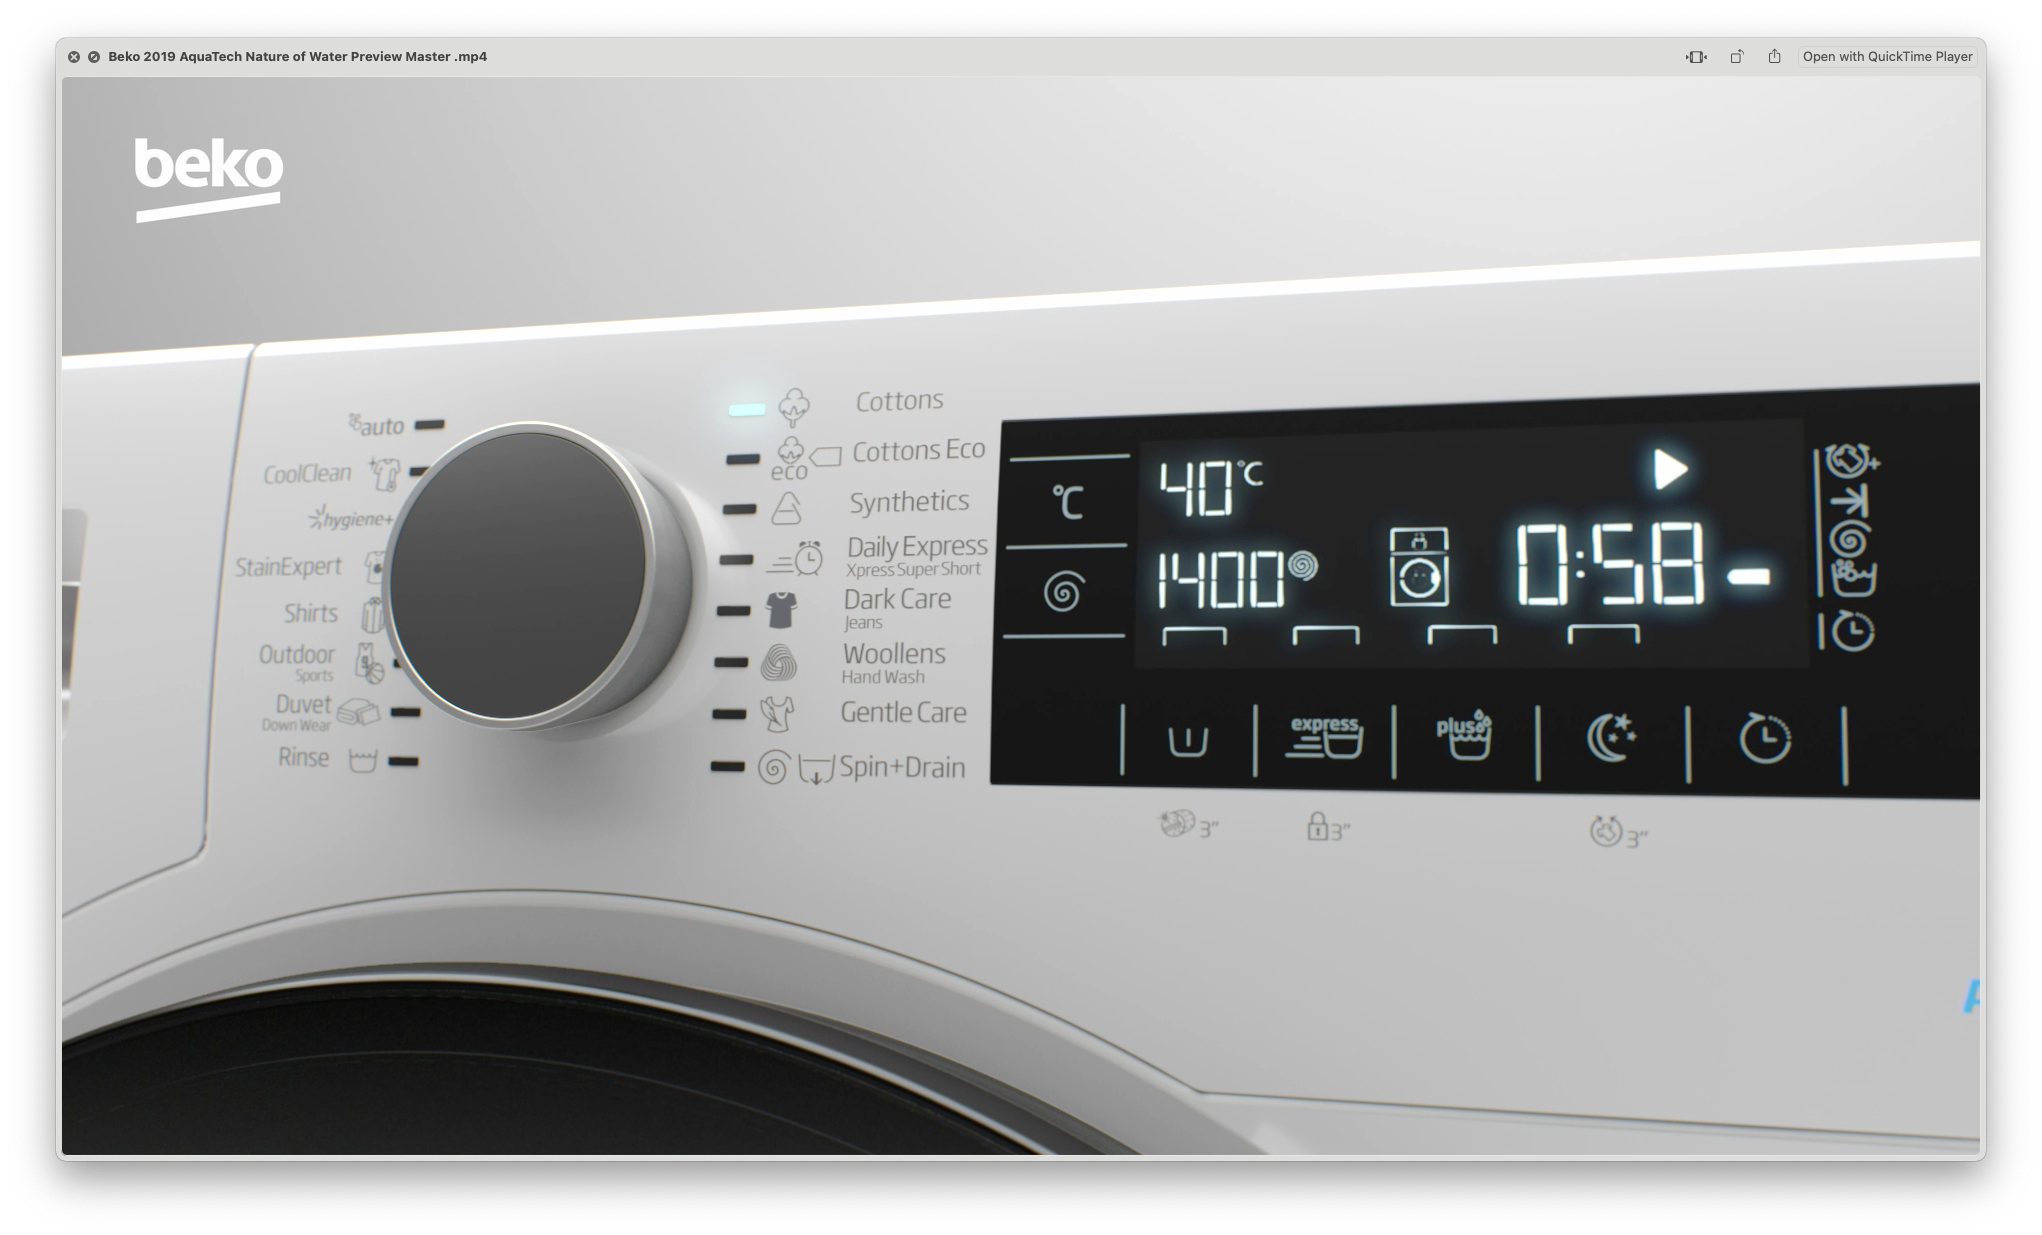 Beko 2019 AquaTech Nature of Water Preview Master .mp4
Open with QuickTime Player
beko
auto
CoolClean
hygiene+
StainExpert
Shirts
Outdoor
Sports
Duvet
Down Wear
Rinse
Cottons
eco
Cottons Eco
Synthetics
Daily Express
Xpress Super Short
Dark Care
Jeans
Woollens
Hand Wash
Gentle Care
Spin+Drain
°C
40°C
1400
0:58
express
plus
3"
3"
3"